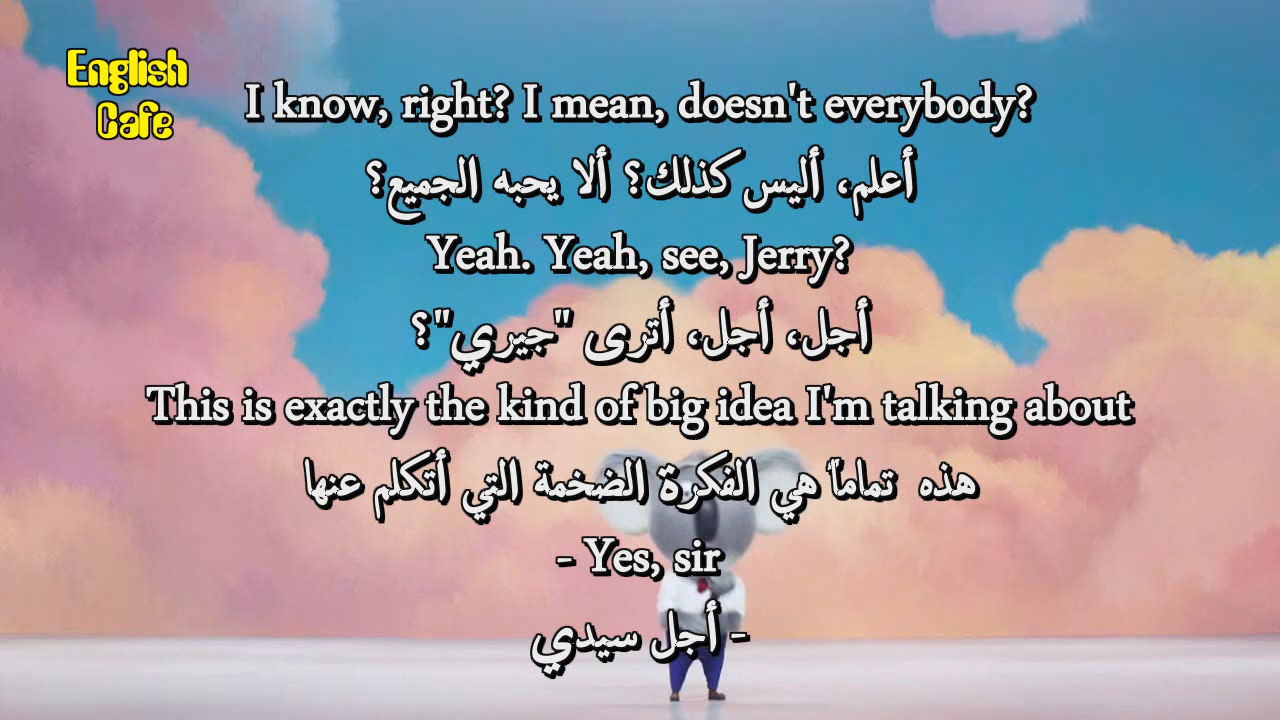 English
Cafe
I know, right? I mean, doesn't everybody?
أعلم، أليس كذلك؟ ألا يحبه الجميع؟
Yeah. Yeah, see, Jerry?
أجل، أجل، أترى "جيري"؟
This is exactly the kind of big idea I'm talking about
هذه تماماً هي الفكرة الضخمة التي أتكلم عنها
- Yes, sir
- أجل سيدي